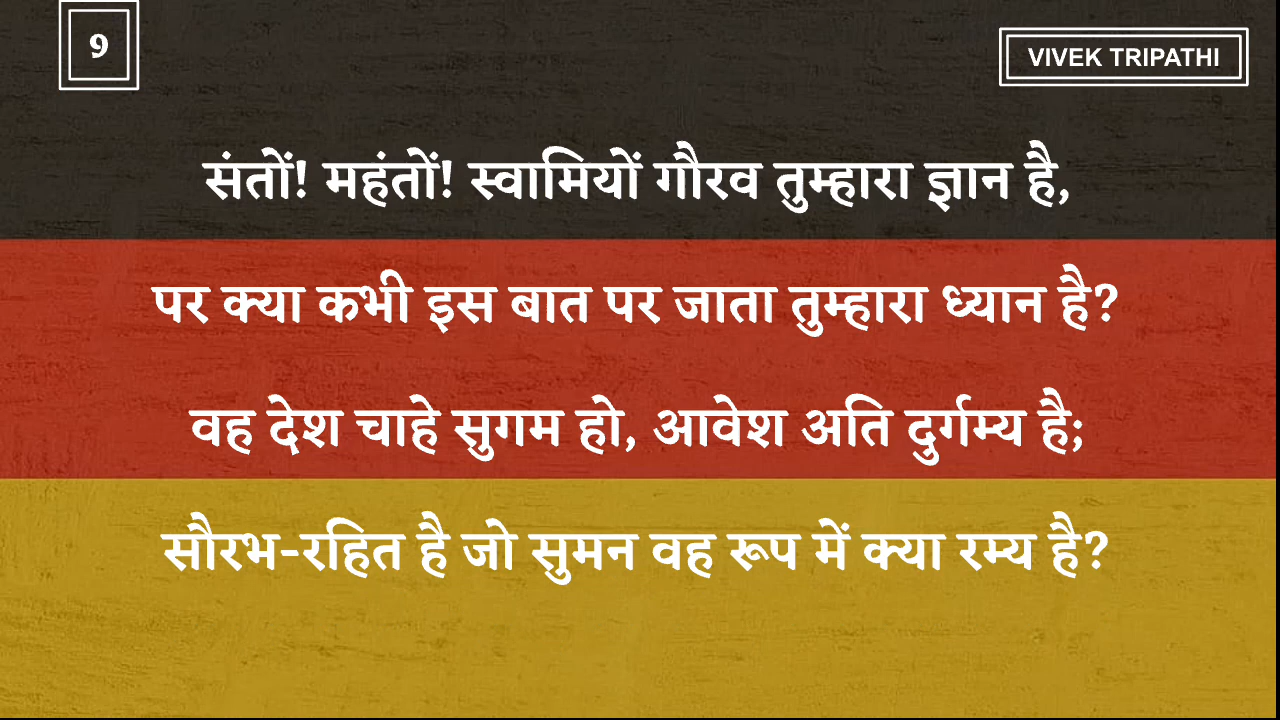 9
VIVEK TRIPATHI
संतों! महंतों! स्वामियों गौरव तुम्हारा ज्ञान है,
पर क्या कभी इस बात पर जाता तुम्हारा ध्यान है?
वह देश चाहे सुगम हो, आवेश अति दुर्गम्य है;
सौरभ-रहित है जो सुमन वह रूप में क्या रम्य है?